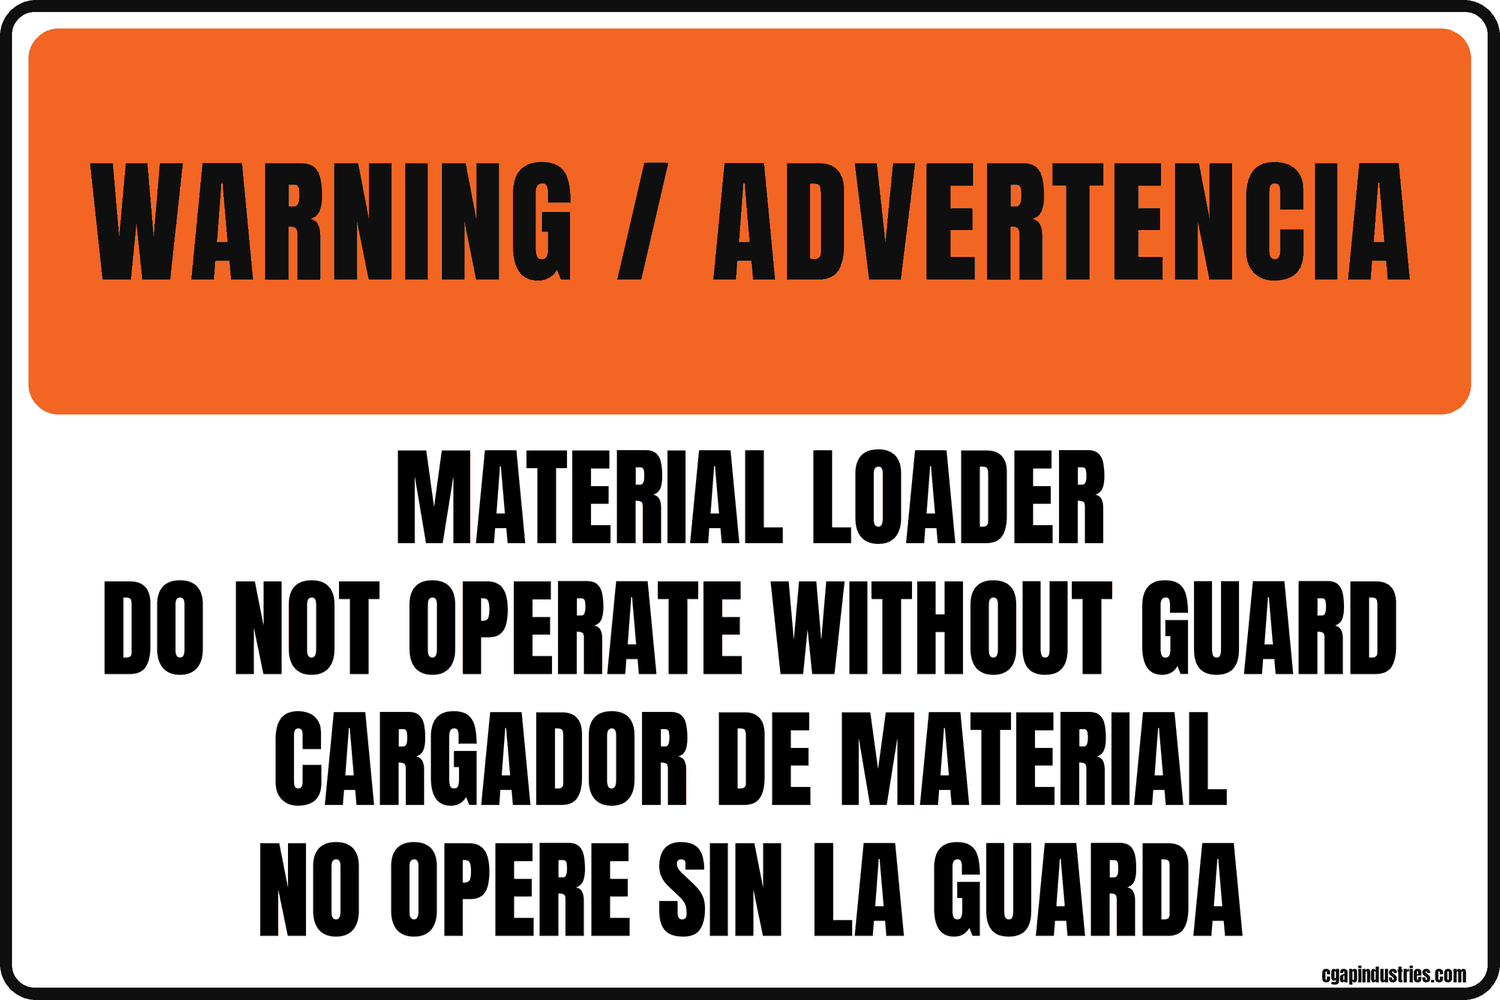 WARNING / ADVERTENCIA
MATERIAL LOADER
DO NOT OPERATE WITHOUT GUARD
CARGADOR DE MATERIAL
NO OPERE SIN LA GUARDA
cgapindustries.com